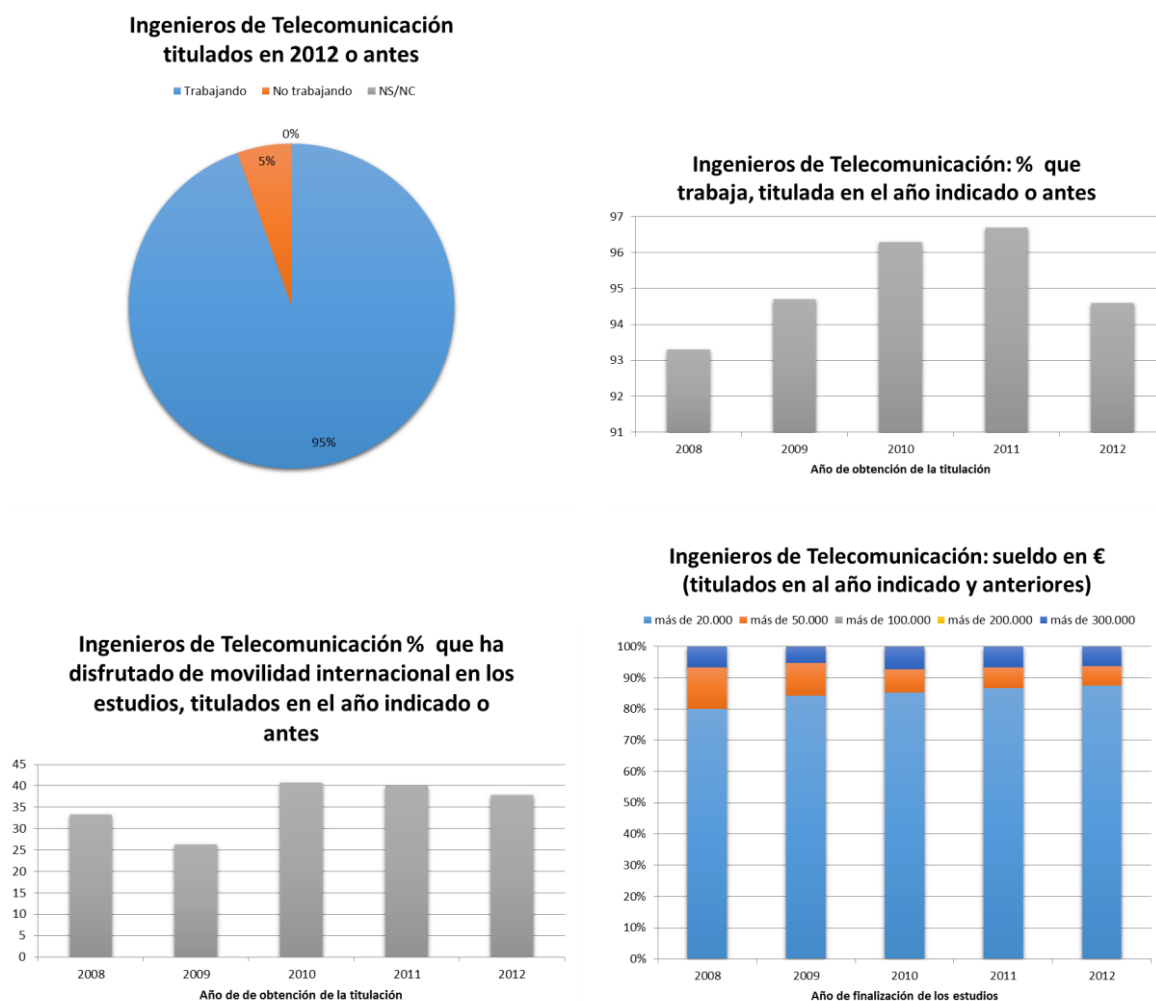 Ingenieros de Telecomunicación
titulados en 2012 o antes
Trabajando No trabajando NS/NC
0%
5%
95%
Ingenieros de Telecomunicación: % que
trabaja, titulada en el año indicado o antes
97
96
95
94
93
92
91
2008 2009 2010 2011 2012
Año de obtención de la titulación
Ingenieros de Telecomunicación % que ha
disfrutado de movilidad internacional en los
estudios, titulados en el año indicado o
antes
45
40
35
30
25
20
15
10
5
0
2008 2009 2010 2011 2012
Año de de obtención de la titulación
Ingenieros de Telecomunicación: sueldo en €
(titulados en al año indicado y anteriores)
más de 20.000 más de 50.000 más de 100.000 más de 200.000 más de 300.000
100%
90%
80%
70%
60%
50%
40%
30%
20%
10%
0%
2008 2009 2010 2011 2012
Año de finalización de los estudios